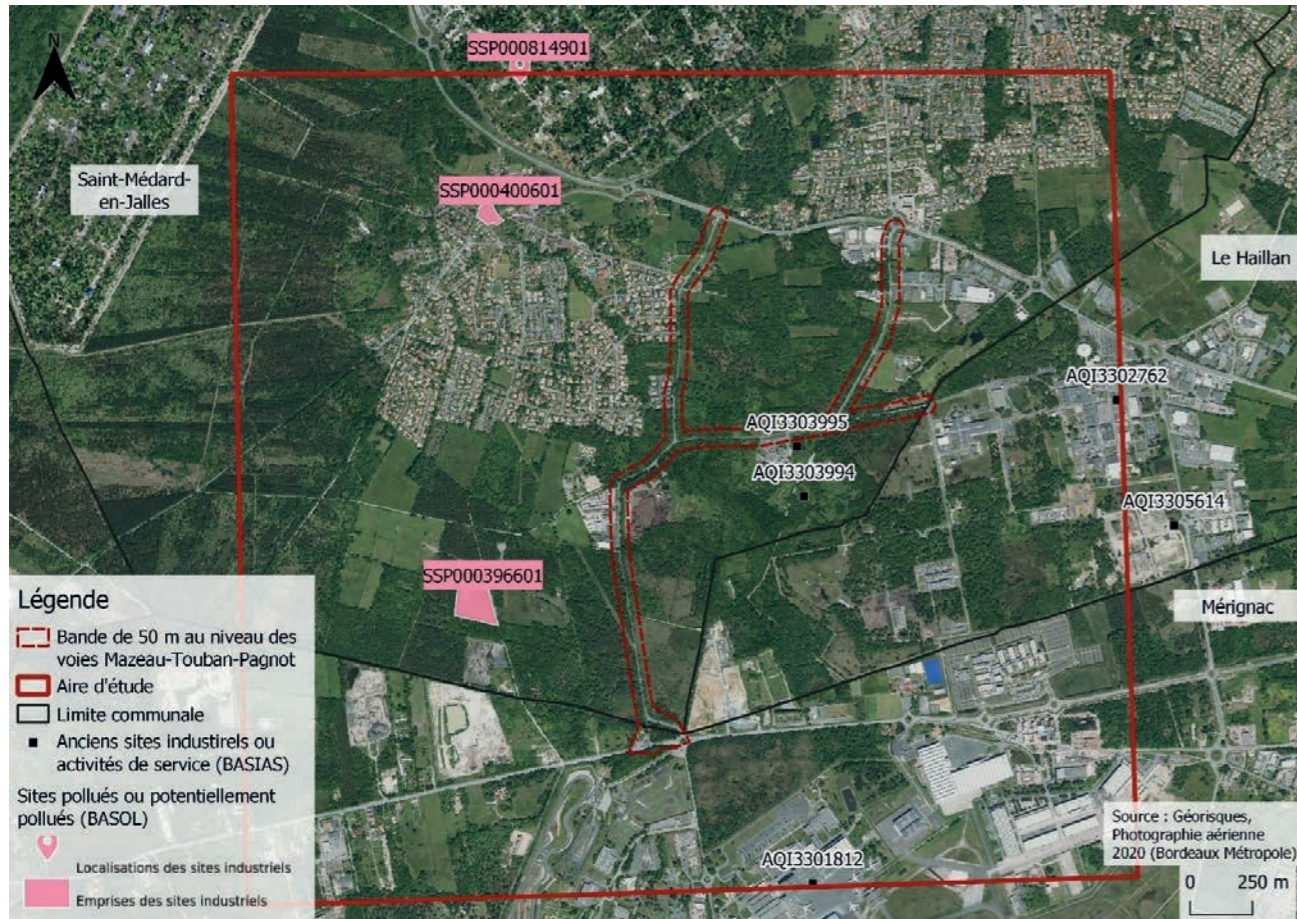 N
SSP000814901
SSP000400601
Saint-Médard-
en-Jalles
Le Haillan
AQI3302762
AQI3303995
AQI3303994
AQI3305614
SSP000396601
Mérignac
AQI3301812
Légende
Bande de 50 m au niveau des
voies Mazeau-Touban-Pagnot
Aire d'étude
Limite communale
Anciens sites industirels ou
activités de service (BASIAS)
Sites pollués ou potentiellement
pollués (BASOL)
Localisations des sites industriels
Emprises des sites industriels
Source : Géorisques,
Photographie aérienne
2020 (Bordeaux Métropole)
0 250 m